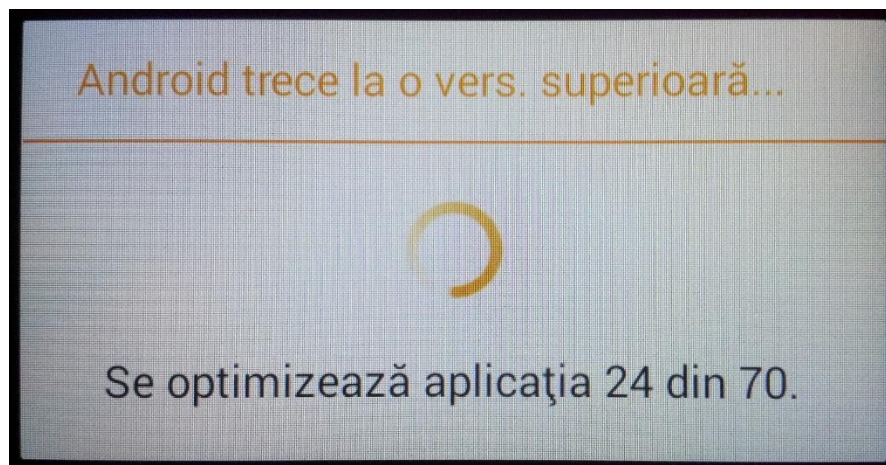 Android trece la o vers. superioară...
Se optimizează aplicaţia 24 din 70.